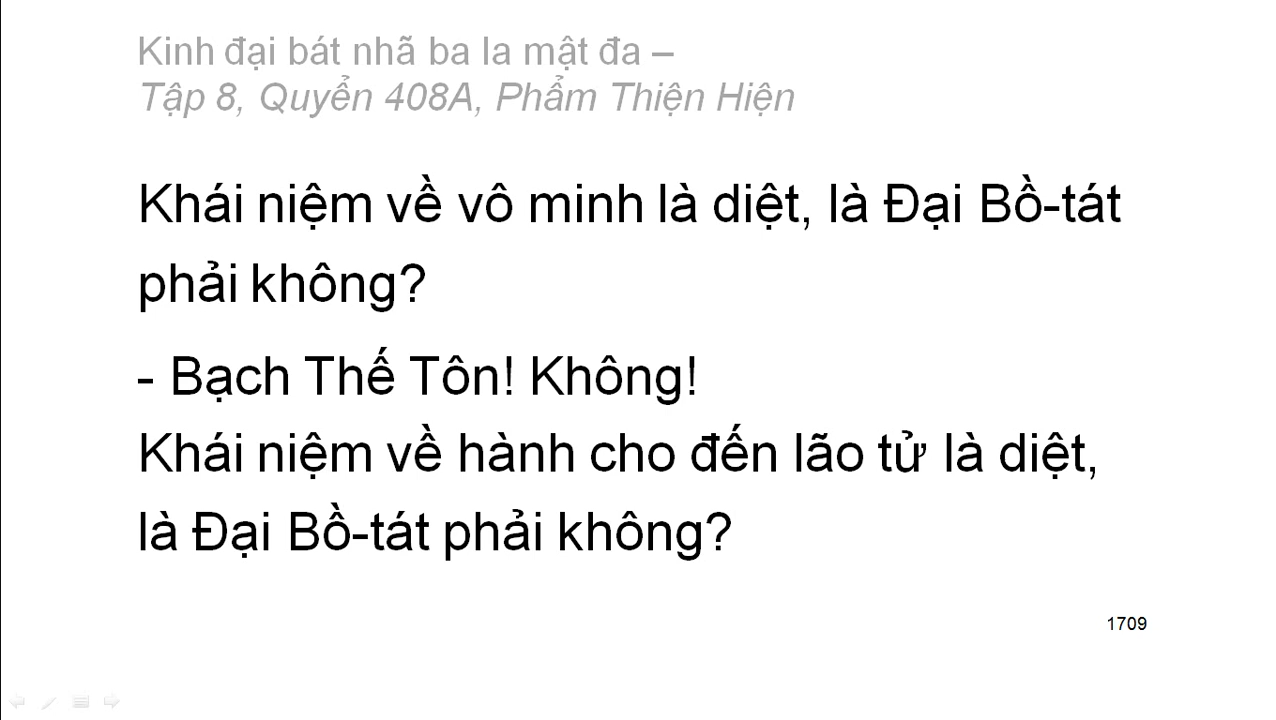 Kinh đại bát nhã ba la mật đa –
Tập 8, Quyển 408A, Phẩm Thiện Hiện
Khái niệm về vô minh là diệt, là Đại Bồ-tát
phải không?
- Bạch Thế Tôn! Không!
Khái niệm về hành cho đến lão tử là diệt,
là Đại Bồ-tát phải không?
1709